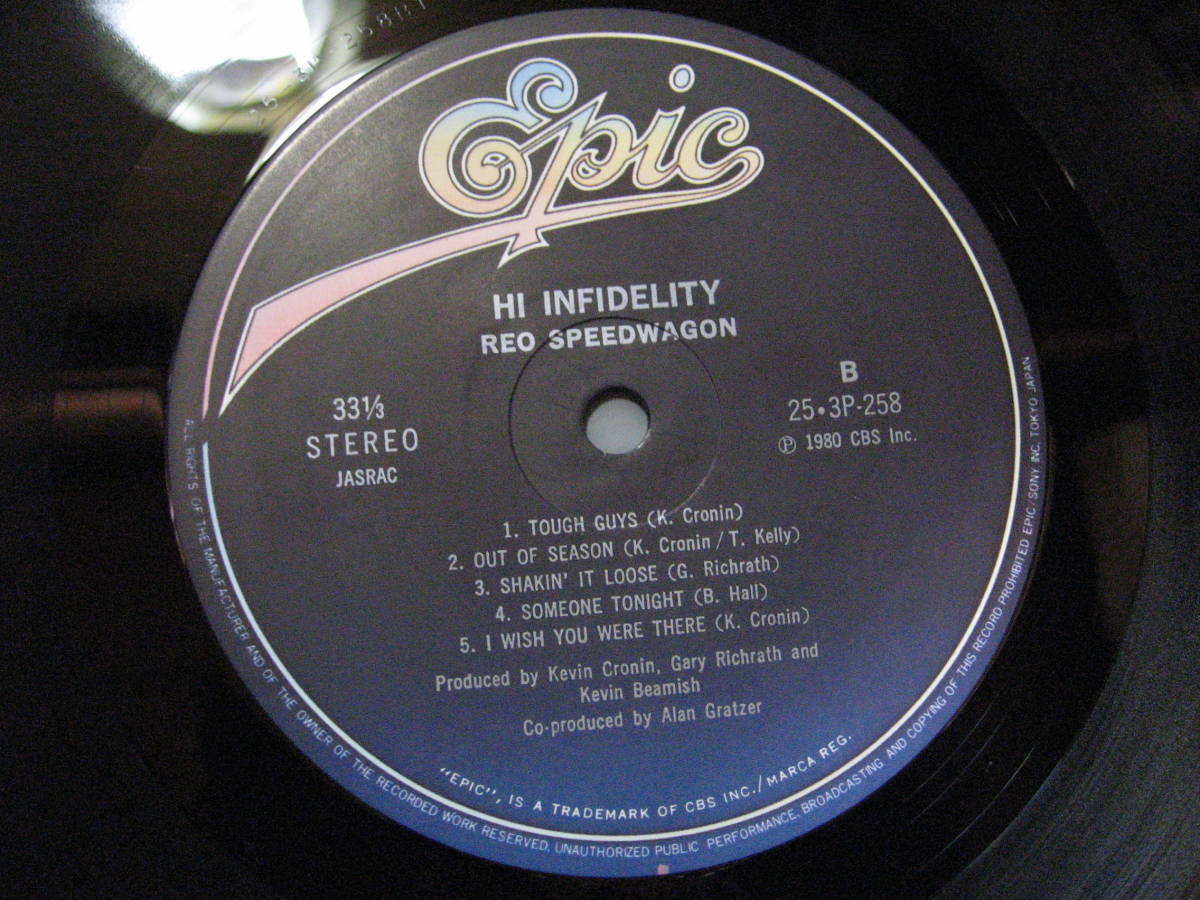 Epic
HI INFIDELITY
REO SPEEDWAGON
33⅓
STEREO
JASRAC
B
25・3P-258
Ⓟ 1980 CBS Inc.
1. TOUGH GUYS (K. Cronin)
2. OUT OF SEASON (K. Cronin / T. Kelly)
3. SHAKIN' IT LOOSE (G. Richrath)
4. SOMEONE TONIGHT (B. Hall)
5. I WISH YOU WERE THERE (K. Cronin)
Produced by Kevin Cronin, Gary Richrath and
Kevin Beamish
Co-produced by Alan Gratzer
"EPIC", IS A TRADEMARK OF CBS INC./MARCA REG.
ALL RIGHTS OF THE MANUFACTURER AND OF THE OWNER OF THE RECORDED WORK RESERVED. UNAUTHORIZED PUBLIC PERFORMANCE, BROADCASTING AND COPYING OF THIS RECORD PROHIBITED EPIC/SONY INC. TOKYO JAPAN